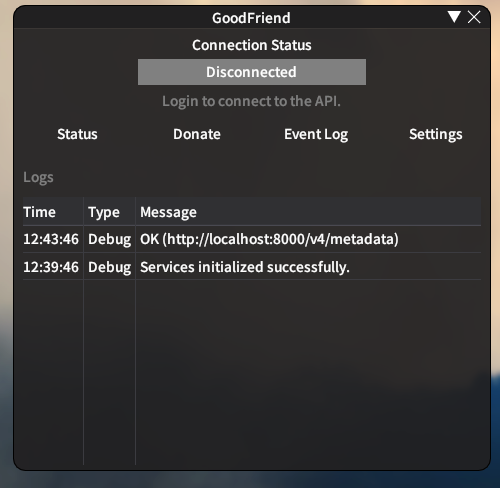 GoodFriend
Connection Status
Disconnected
Login to connect to the API.
Status Donate Event Log Settings
Logs
Time Type Message
12:43:46 Debug OK (http://localhost:8000/v4/metadata)
12:39:46 Debug Services initialized successfully.